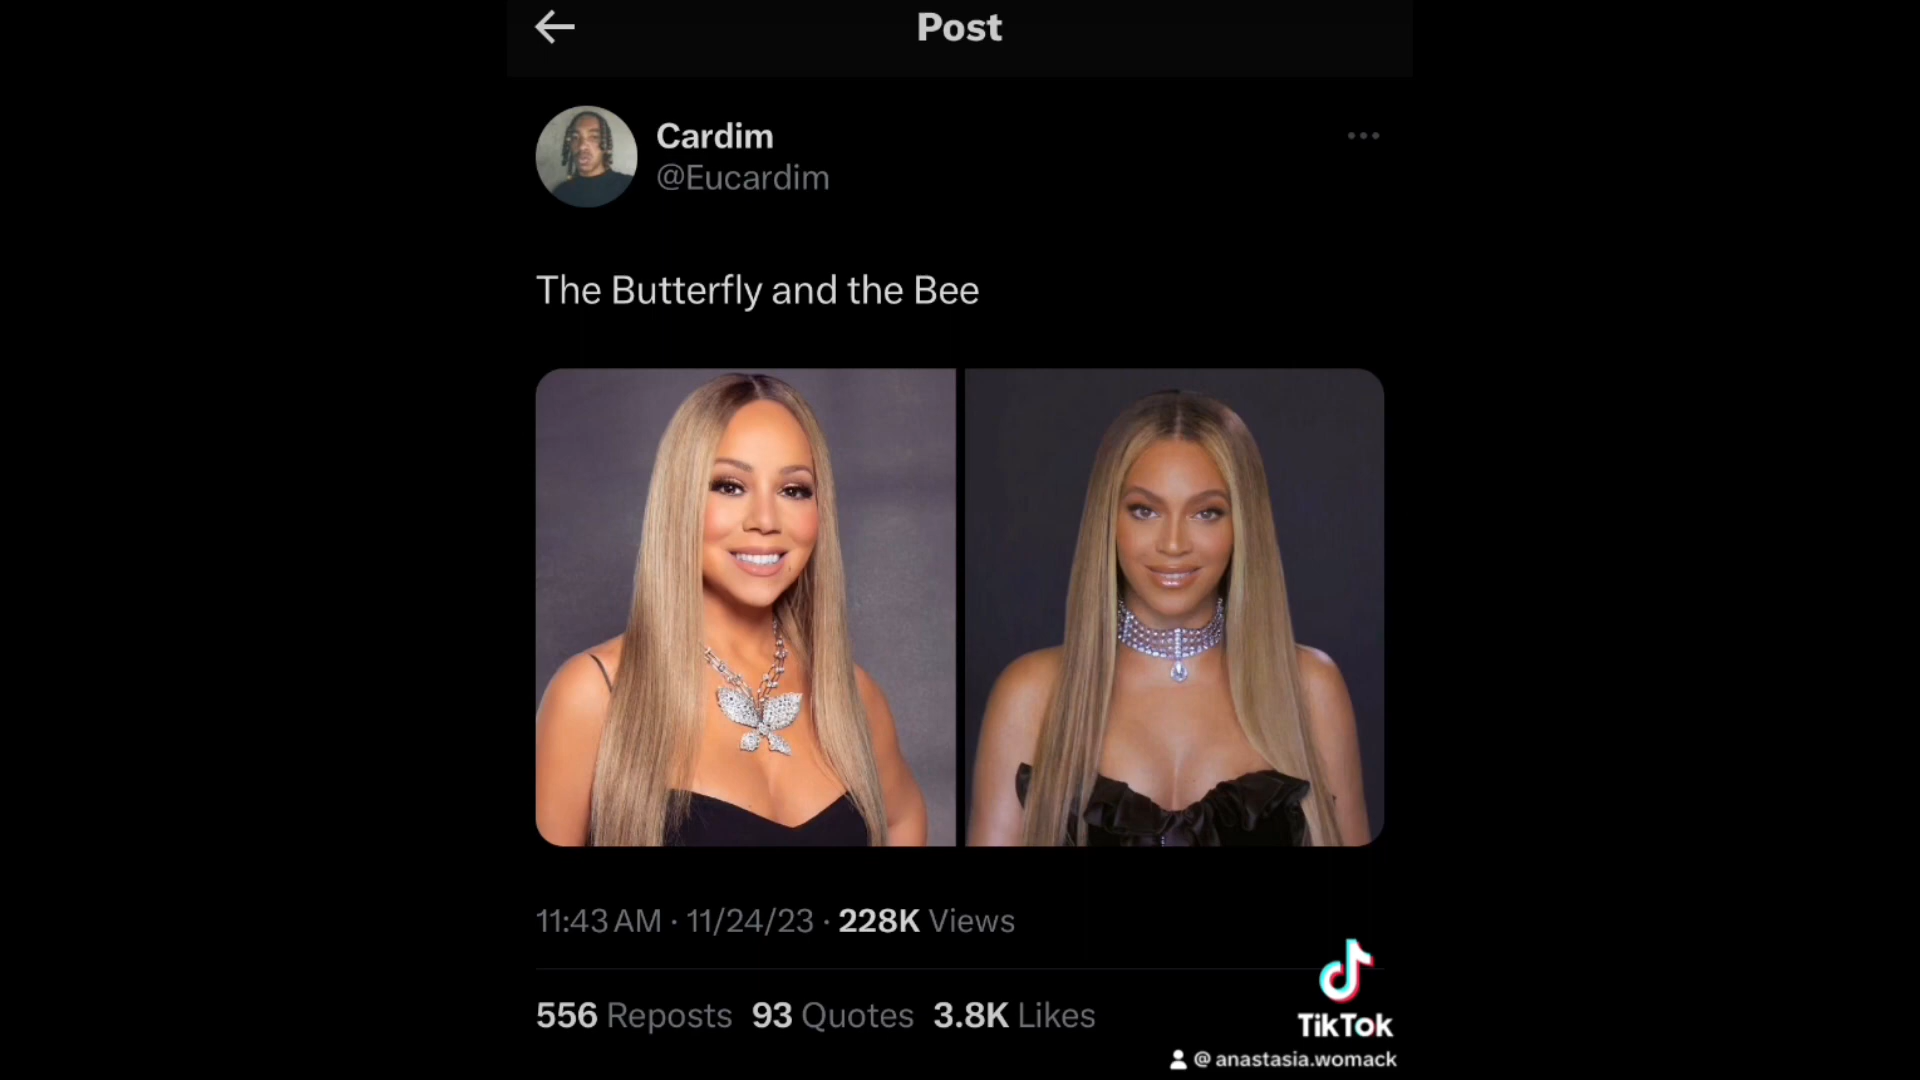 Post
Cardim
@Eucardim
The Butterfly and the Bee
11:43 AM · 11/24/23 · 228K Views
556 Reposts 93 Quotes 3.8K Likes
TikTok
@anastasia.womack